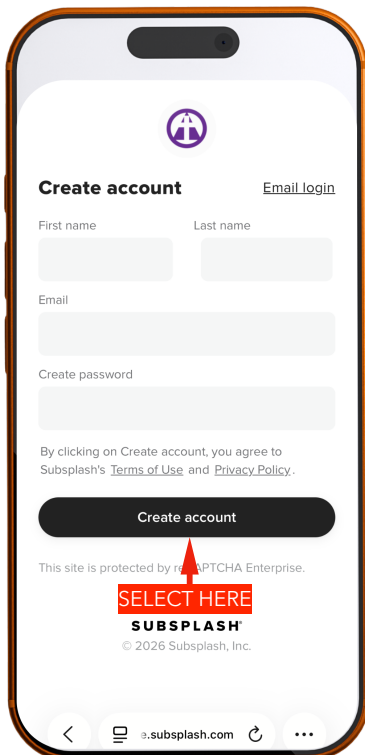 Create account Email login
First name Last name
Email
Create password
By clicking on Create account, you agree to
Subsplash's Terms of Use and Privacy Policy.
Create account
This site is protected by Enterprise.
SELECT HERE
SUBSPLASH®
© 2026 Subsplash, Inc.
e.subsplash.com